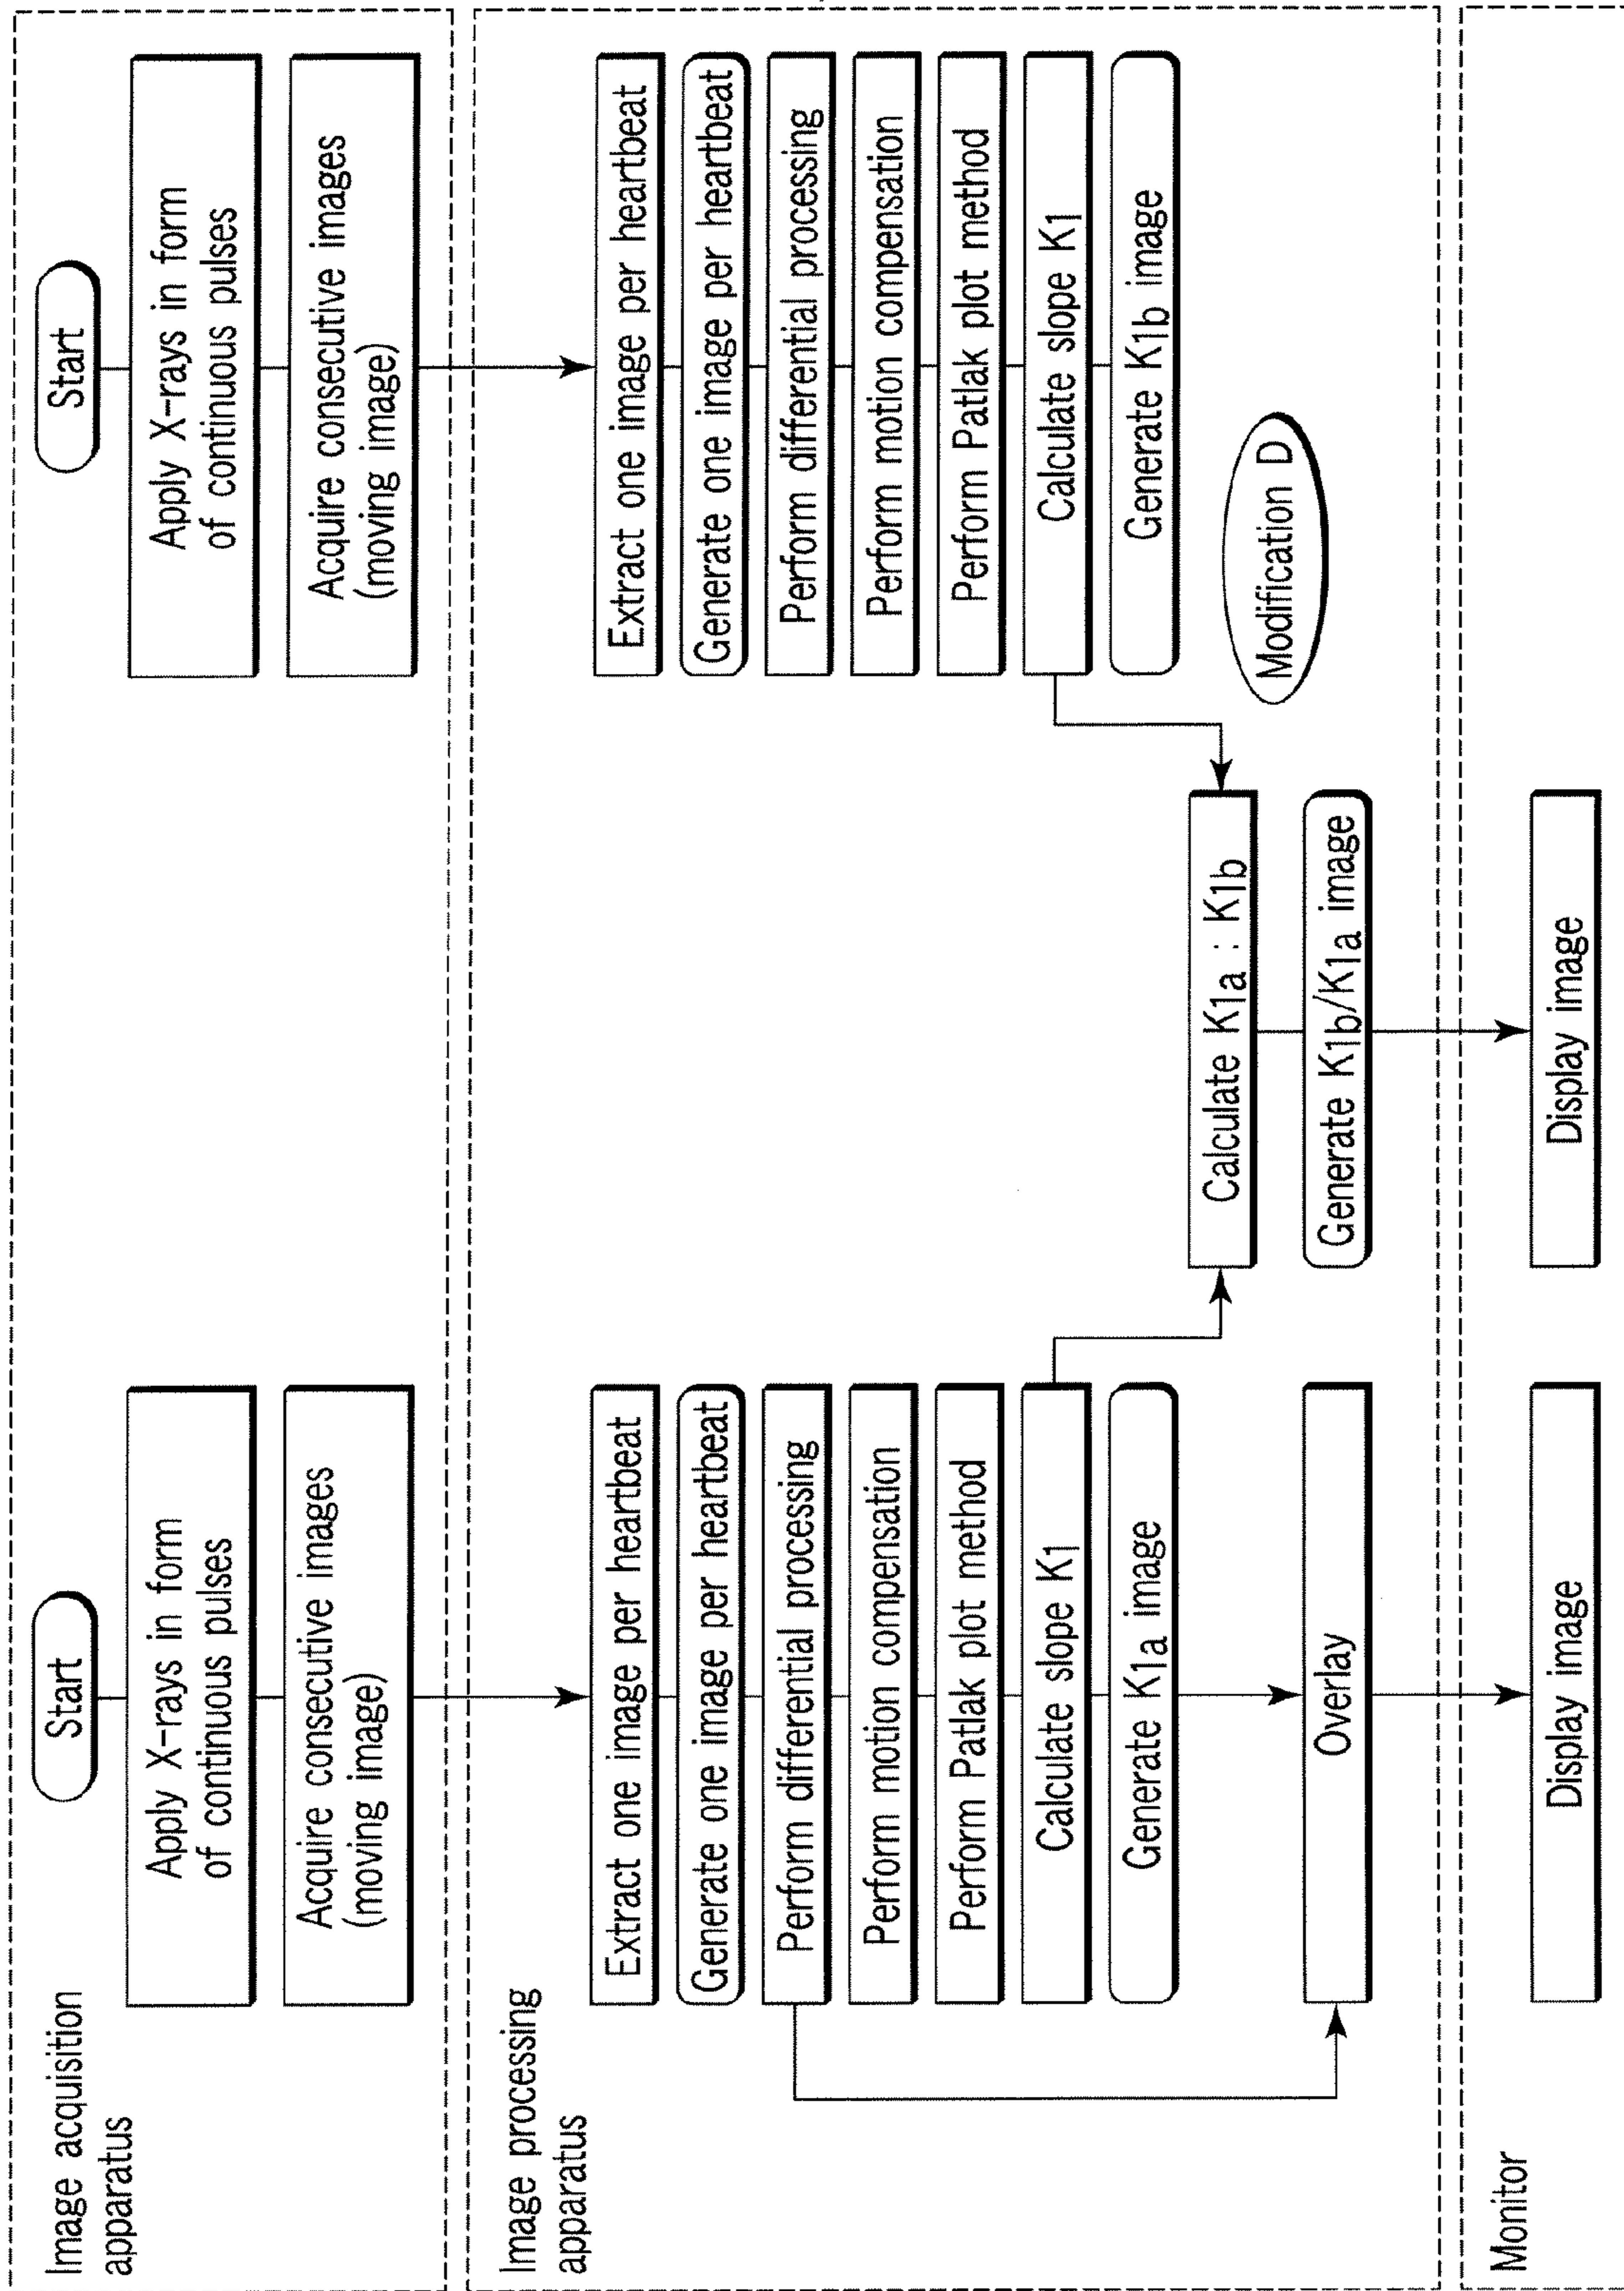 Image acquisition
apparatus
Start
Apply X-rays in form
of continuous pulses
Acquire consecutive images
(moving image)
Start
Apply X-rays in form
of continuous pulses
Acquire consecutive images
(moving image)
Image processing
apparatus
Extract one image per heartbeat
Generate one image per heartbeat
Perform differential processing
Perform motion compensation
Perform Patlak plot method
Calculate slope K1
Generate K1a image
Overlay
Extract one image per heartbeat
Generate one image per heartbeat
Perform differential processing
Perform motion compensation
Perform Patlak plot method
Calculate slope K1
Generate K1b image
Modification D
Calculate K1a : K1b
Generate K1b/K1a image
Monitor
Display image
Display image